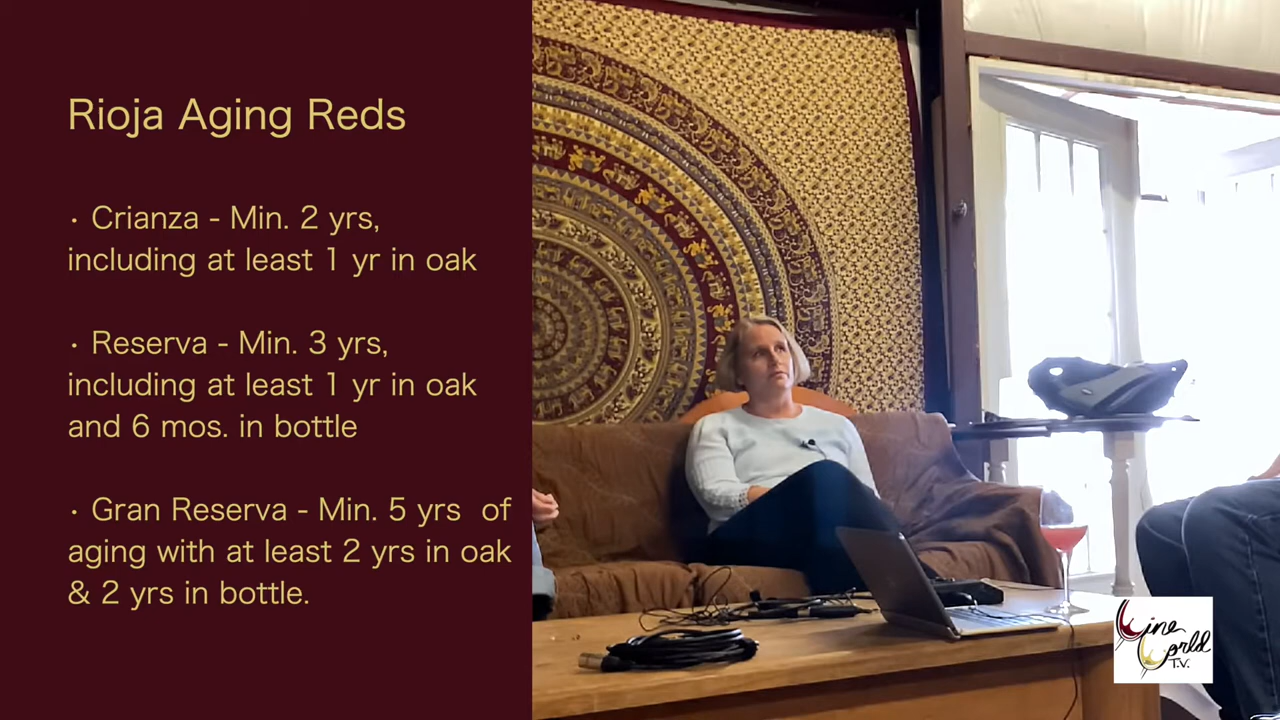 Rioja Aging Reds
· Crianza - Min. 2 yrs,
including at least 1 yr in oak
· Reserva - Min. 3 yrs,
including at least 1 yr in oak
and 6 mos. in bottle
· Gran Reserva - Min. 5 yrs of
aging with at least 2 yrs in oak
& 2 yrs in bottle.
Wine
World
T.V.